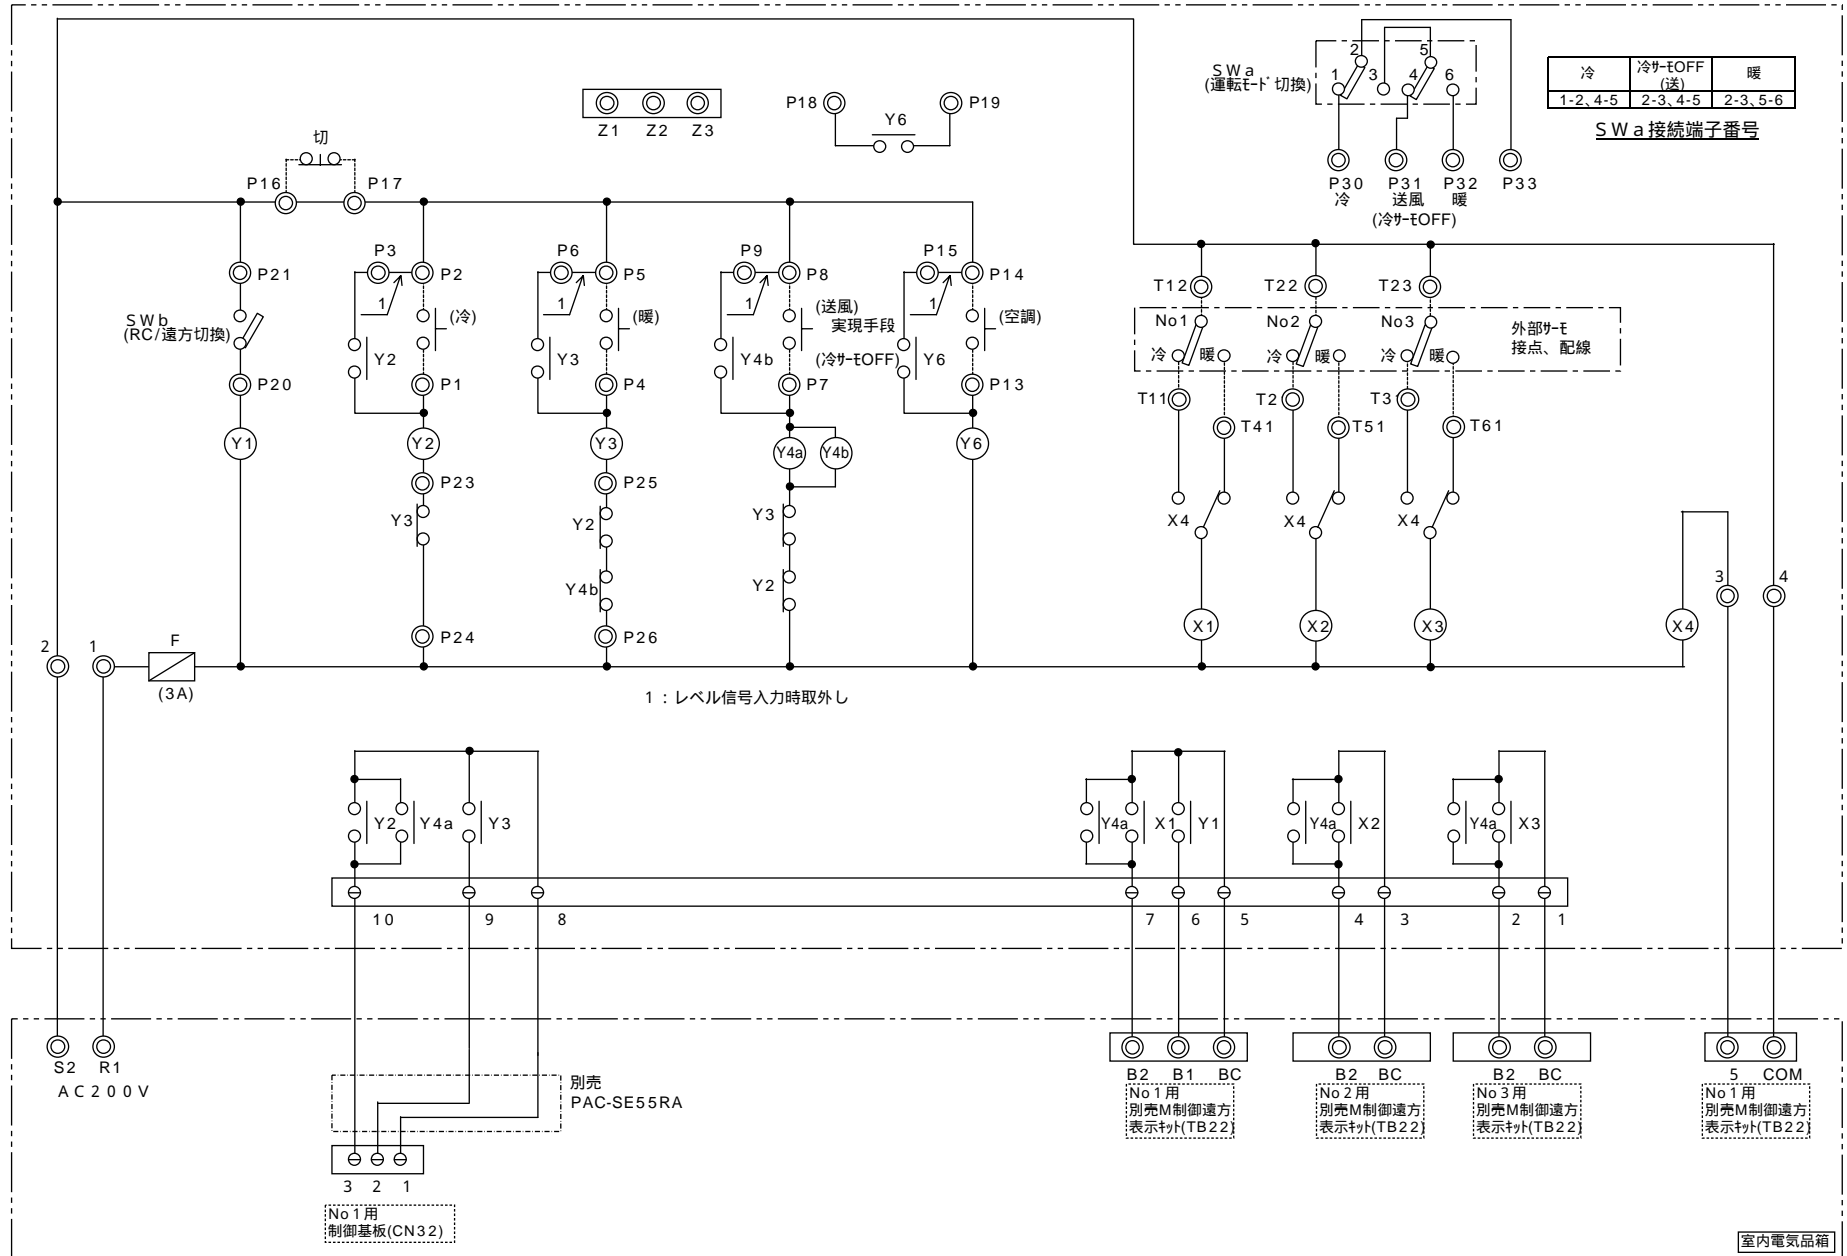 SWa
(運転ﾓｰﾄﾞ切換)
1 2 3 4 5 6
冷 冷ｻｰﾓOFF(送) 暖
1-2、4-5 2-3、4-5 2-3、5-6
SWa接続端子番号
P30 P31 P32 P33
冷 送風 暖
(冷ｻｰﾓOFF)
Z1 Z2 Z3
P18 Y6 P19
切
P16 P17
P21
SWb
(RC/遠方切換)
P20
Y1
P3 P2
1
(冷)
Y2 P1
Y2
P23
Y3
P24
P6 P5
1
(暖)
Y3 P4
Y3
P25
Y2
Y4b
P26
P9 P8
1
(送風)
実現手段
(冷ｻｰﾓOFF)
Y4b P7
Y4a Y4b
Y3
Y2
P15 P14
1
(空調)
Y6 P13
Y6
T12 T22 T23
No1 No2 No3
冷 暖 冷 暖 冷 暖
外部ｻｰﾓ
接点、配線
T11 T2 T31
T41 T51 T61
X4 X4 X4
X1 X2 X3 X4
3 4
2 1 F
(3A)
1 : レベル信号入力時取外し
Y2 Y4a Y3
Y4a X1 Y1
Y4a X2
Y4a X3
10 9 8 7 6 5 4 3 2 1
S2 R1
AC200V
別売
PAC-SE55RA
3 2 1
No1用
制御基板(CN32)
B2 B1 BC
No1用
別売M制御遠方
表示ｷｯﾄ(TB22)
B2 BC
No2用
別売M制御遠方
表示ｷｯﾄ(TB22)
B2 BC
No3用
別売M制御遠方
表示ｷｯﾄ(TB22)
5 COM
No1用
別売M制御遠方
表示ｷｯﾄ(TB22)
室内電気品箱